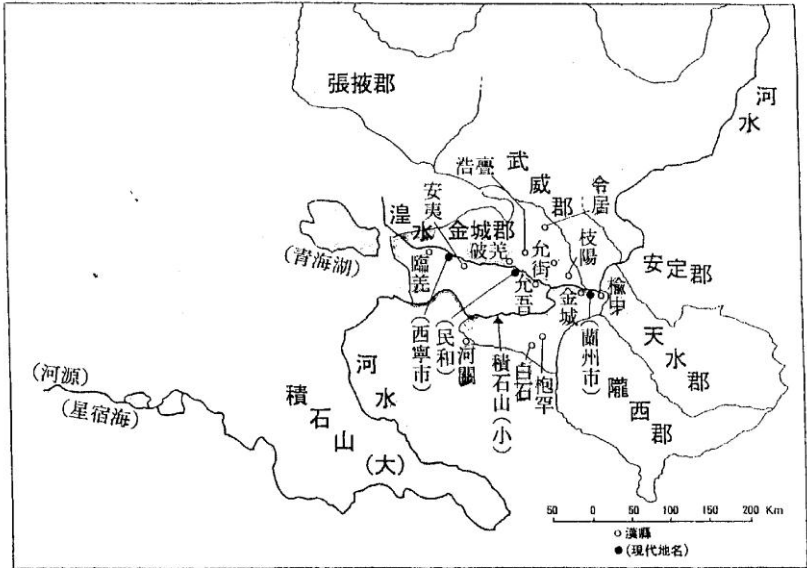 張掖郡
河水
武威郡
浩亹
令居
安夷
湟水
金城郡
破羌
允街
枝陽
安定郡
(青海湖)
臨羌
允吾
金城
榆中
(西寧市)
(民和)
河關
積石山(小)
白石
枹罕
(蘭州市)
天水郡
隴西郡
河水
(河源)
(星宿海)
積石山(大)
50 0 50 100 150 200 Km
○漢縣
●(現代地名)